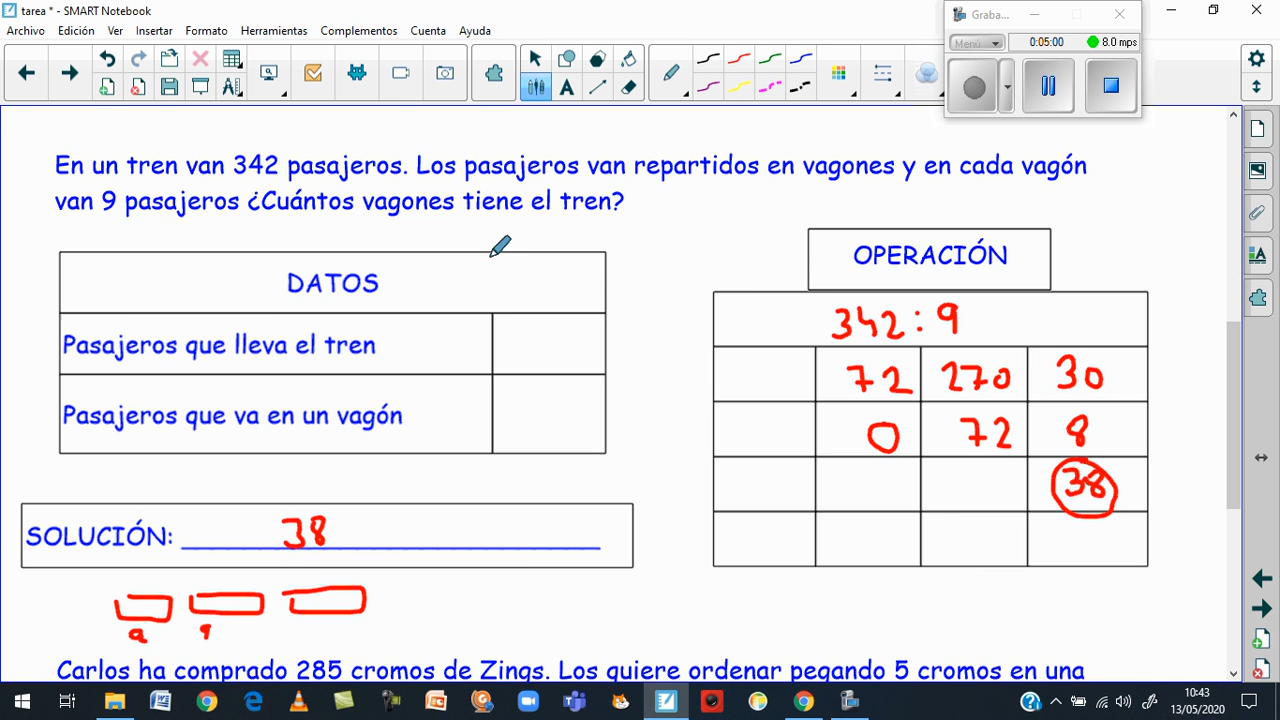 tarea * - SMART Notebook
Archivo Edición Ver Insertar Formato Herramientas Complementos Cuenta Ayuda
Graba...
Menú 0:05:00 8.0 mps
En un tren van 342 pasajeros. Los pasajeros van repartidos en vagones y en cada vagón
van 9 pasajeros ¿Cuántos vagones tiene el tren?
DATOS
Pasajeros que lleva el tren
Pasajeros que va en un vagón
OPERACIÓN
342 : 9
72 270 30
0 72 8
38
SOLUCIÓN: 38
9 9
Carlos ha comprado 285 cromos de Zings. Los quiere ordenar pegando 5 cromos en una
10:43
13/05/2020